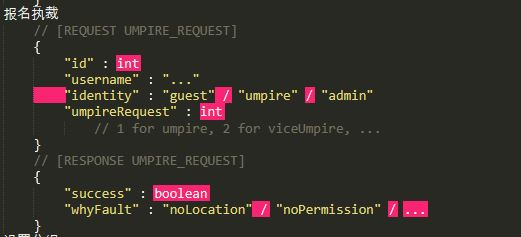 报名执裁
// [REQUEST UMPIRE_REQUEST]
{
"id" : int
"username" : "..."
"identity" : "guest" / "umpire" / "admin"
"umpireRequest" : int
// 1 for umpire, 2 for viceUmpire, ...
}
// [RESPONSE UMPIRE_REQUEST]
{
"success" : boolean
"whyFault" : "noLocation" / "noPermission" / ...
}